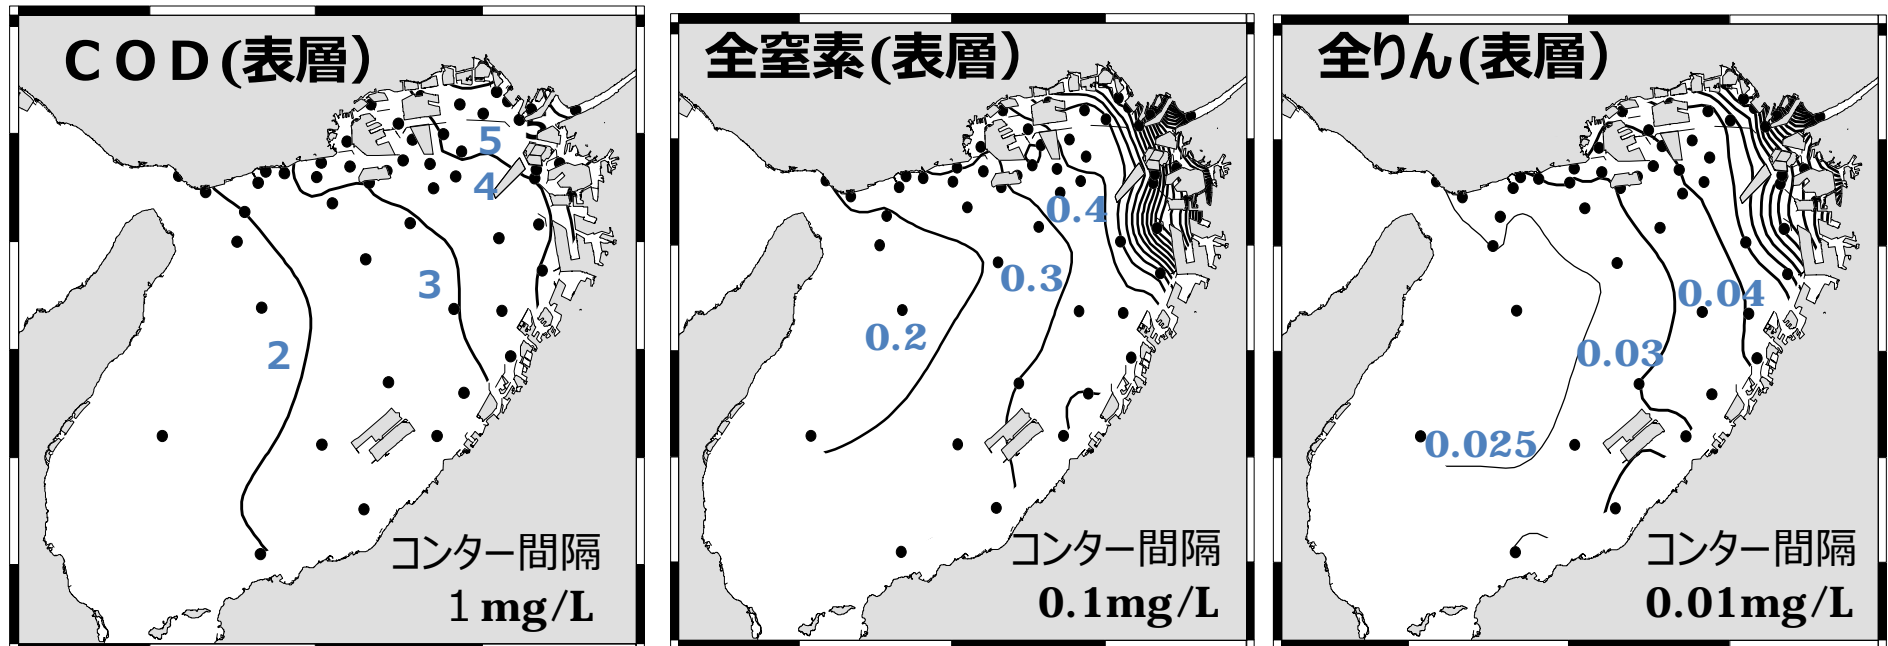 ＣＯＤ(表層）
5
4
3
2
コンター間隔
１mg/L
全窒素(表層）
0.4
0.3
0.2
コンター間隔
0.1mg/L
全りん(表層）
0.04
0.03
0.025
コンター間隔
0.01mg/L